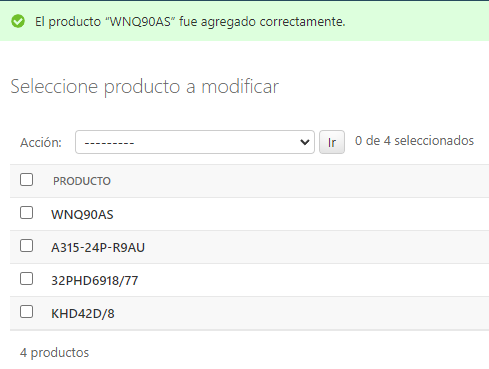 El producto “WNQ90AS” fue agregado correctamente.
Seleccione producto a modificar
Acción: --------- Ir 0 de 4 seleccionados
PRODUCTO
WNQ90AS
A315-24P-R9AU
32PHD6918/77
KHD42D/8
4 productos